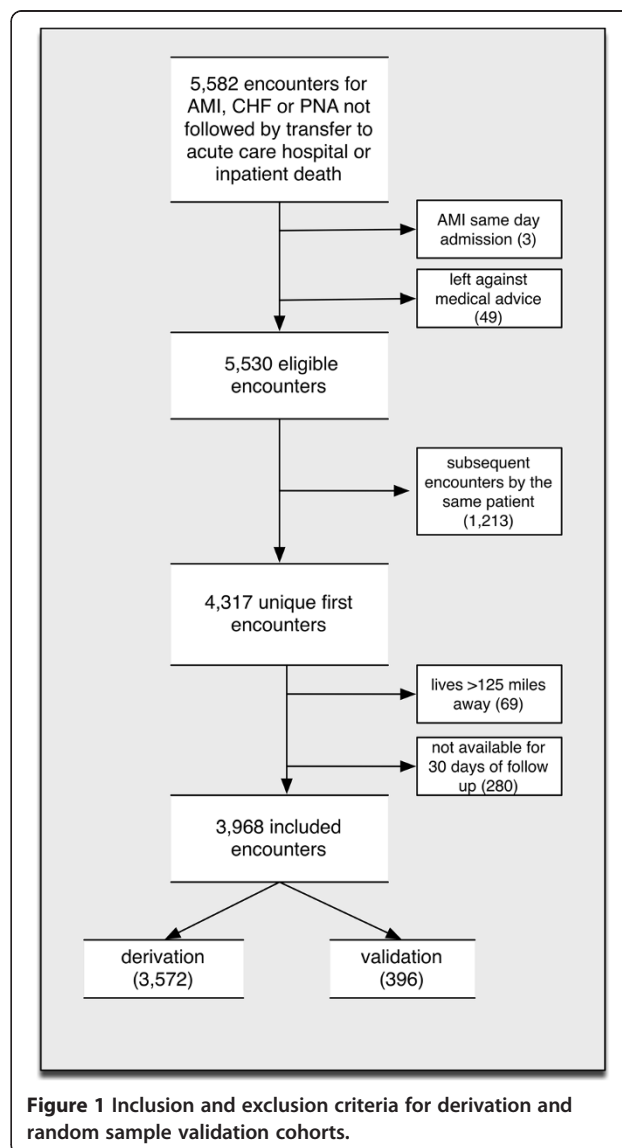 5,582 encounters for
AMI, CHF or PNA not
followed by transfer to
acute care hospital or
inpatient death
AMI same day
admission (3)
left against
medical advice
(49)
5,530 eligible
encounters
subsequent
encounters by the
same patient
(1,213)
4,317 unique first
encounters
lives >125 miles
away (69)
not available for
30 days of follow
up (280)
3,968 included
encounters
derivation
(3,572)
validation
(396)
Figure 1 Inclusion and exclusion criteria for derivation and
random sample validation cohorts.